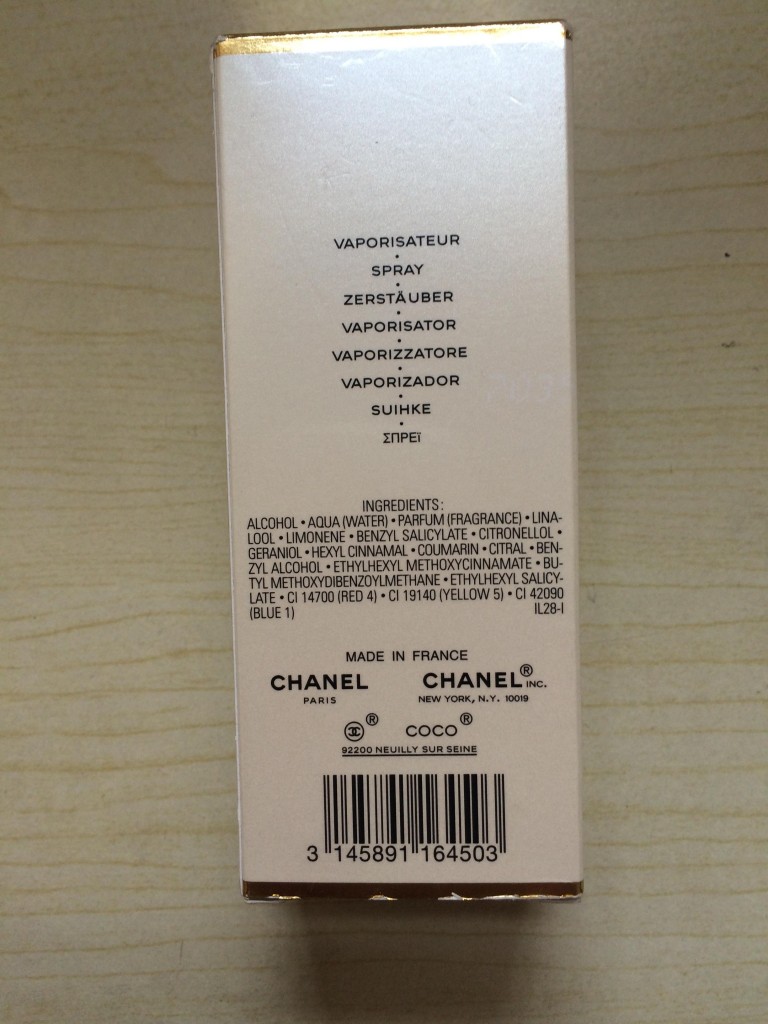 VAPORISATEUR
•
SPRAY
•
ZERSTÄUBER
•
VAPORISATOR
•
VAPORIZZATORE
•
VAPORIZADOR
•
SUIHKE
•
ΣΠΡΕΪ
INGREDIENTS:
ALCOHOL • AQUA (WATER) • PARFUM (FRAGRANCE) • LINA-
LOOL • LIMONENE • BENZYL SALICYLATE • CITRONELLOL •
GERANIOL • HEXYL CINNAMAL • COUMARIN • CITRAL • BEN-
ZYL ALCOHOL • ETHYLHEXYL METHOXYCINNAMATE • BU-
TYL METHOXYDIBENZOYLMETHANE • ETHYLHEXYL SALICY-
LATE • CI 14700 (RED 4) • CI 19140 (YELLOW 5) • CI 42090
(BLUE 1) IL28-I
MADE IN FRANCE
CHANEL CHANEL® INC.
PARIS NEW YORK, N.Y. 10019
® COCO®
92200 NEUILLY SUR SEINE
3 145891 164503